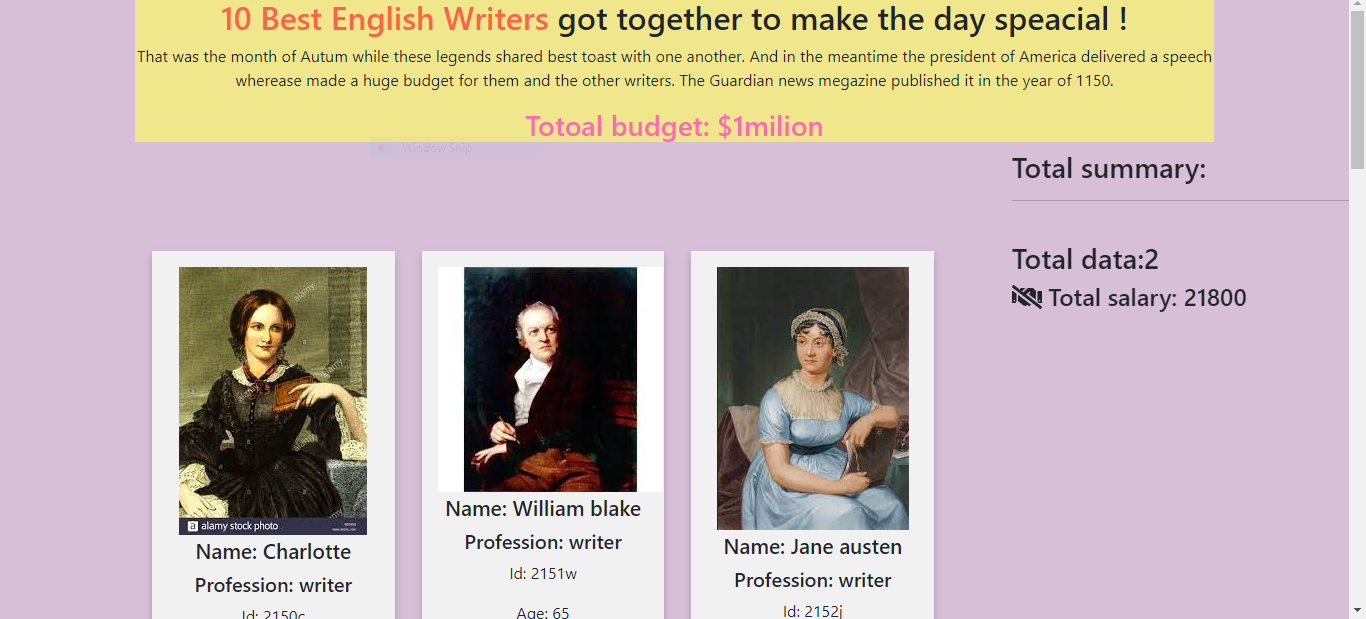 10 Best English Writers got together to make the day speacial !
That was the month of Autum while these legends shared best toast with one another. And in the meantime the president of America delivered a speech
wherease made a huge budget for them and the other writers. The Guardian news megazine published it in the year of 1150.
Totoal budget: $1milion
Window Snip
Total summary:
Total data:2
Total salary: 21800
alamy
alamy
a alamy stock photo
Name: Charlotte
Profession: writer
Id: 2150c
Name: William blake
Profession: writer
Id: 2151w
Age: 65
Name: Jane austen
Profession: writer
Id: 2152j